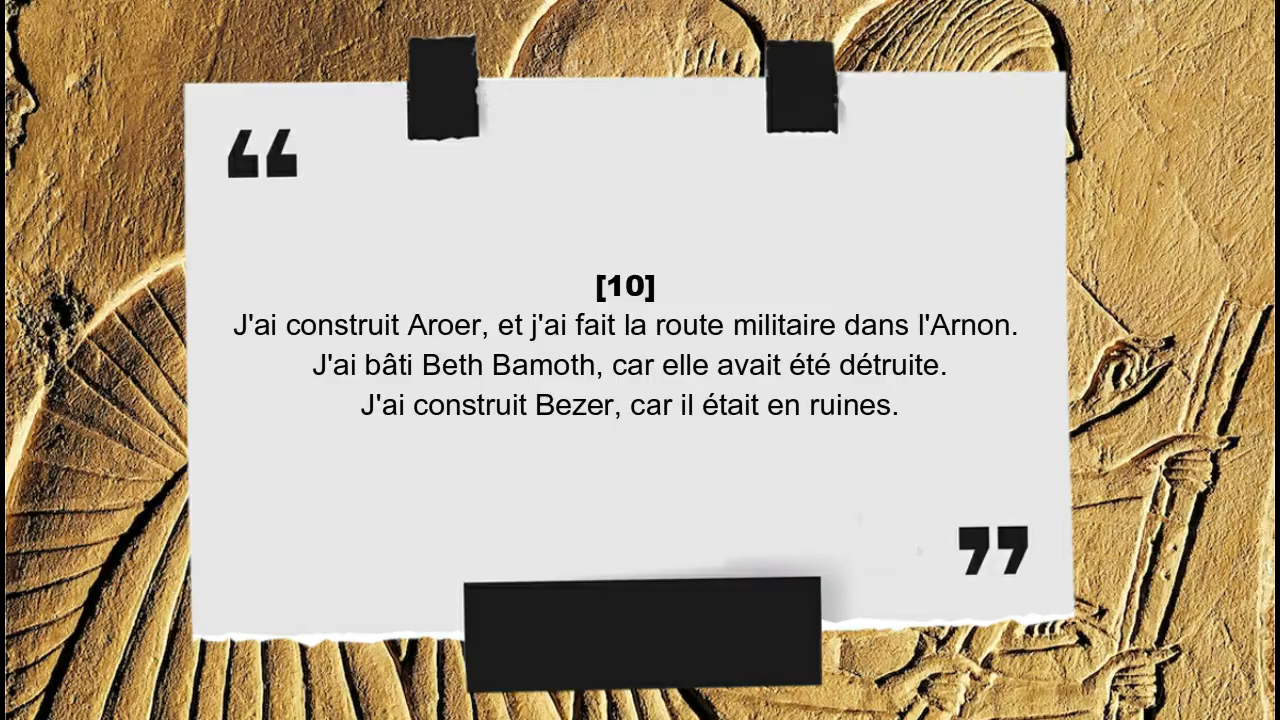 “
[10]
J'ai construit Aroer, et j'ai fait la route militaire dans l'Arnon.
J'ai bâti Beth Bamoth, car elle avait été détruite.
J'ai construit Bezer, car il était en ruines.
”